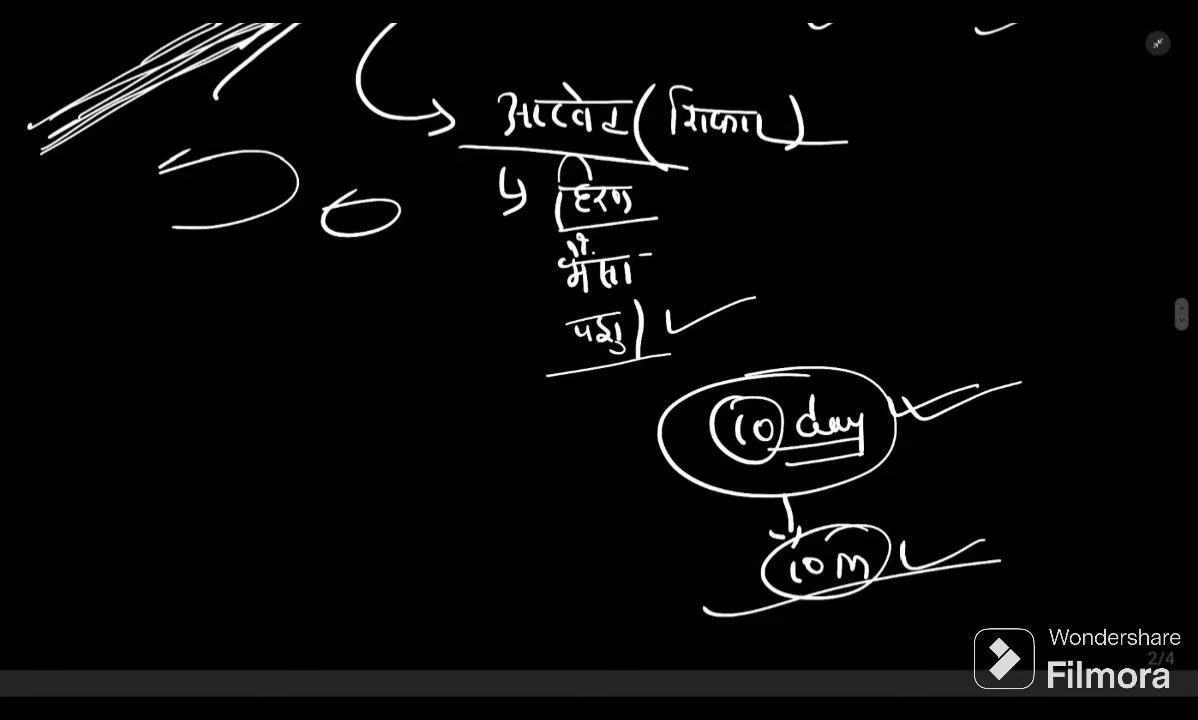 आखेट (शिकार)
हिरण
भैंसा
पशु
10 day
10 M
Wondershare
2/4
Filmora